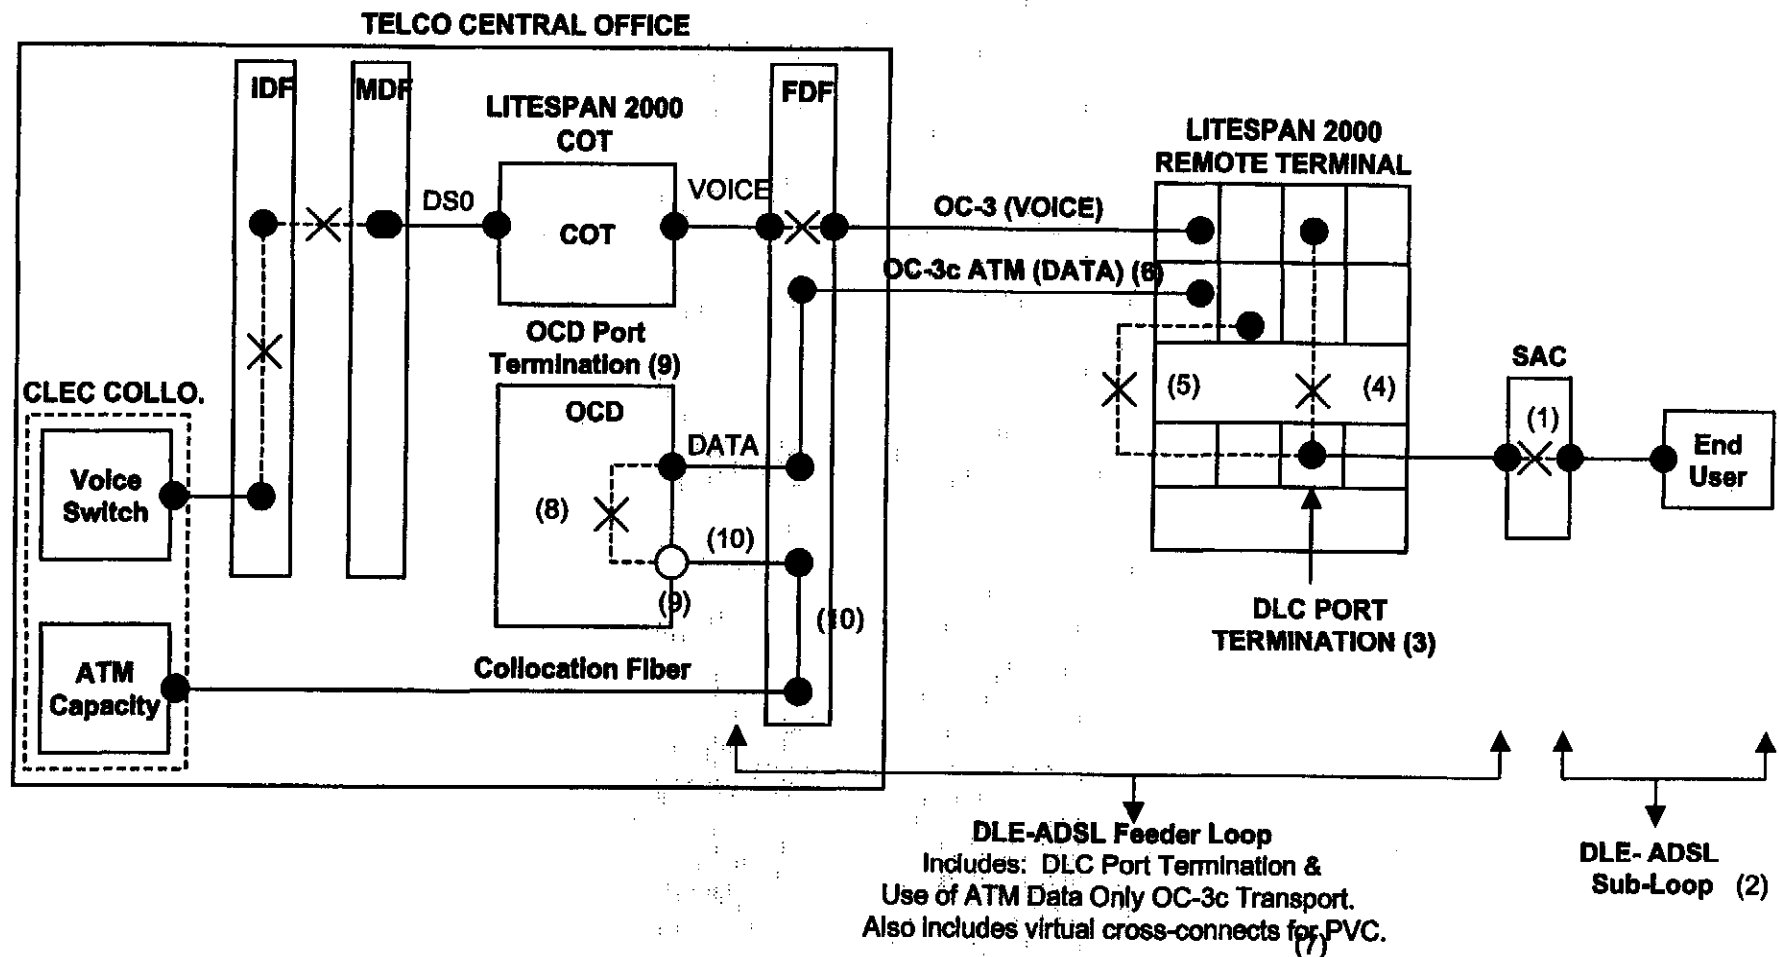 TELCO CENTRAL OFFICE
IDF
MDF
FDF
LITESPAN 2000
COT
DS0
COT
VOICE
OC-3 (VOICE)
OC-3c ATM (DATA) (6)
LITESPAN 2000
REMOTE TERMINAL
(5)
(4)
SAC
(1)
End
User
DLC PORT
TERMINATION (3)
OCD Port
Termination (9)
OCD
DATA
(8)
(10)
(9)
(10)
CLEC COLLO.
Voice
Switch
ATM
Capacity
Collocation Fiber
DLE-ADSL Feeder Loop
Includes: DLC Port Termination &
Use of ATM Data Only OC-3c Transport.
Also includes virtual cross-connects for PVC.
(7)
DLE- ADSL
Sub-Loop (2)